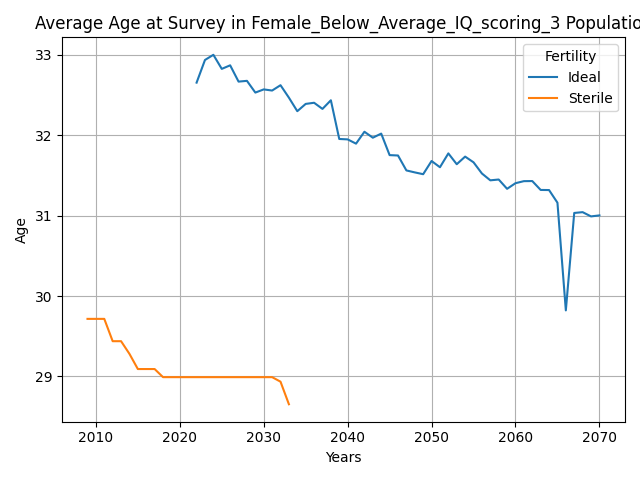 Average Age at Survey in Female_Below_Average_IQ_scoring_3 Populatio
Fertility
Ideal
Sterile
33
32
31
30
29
Age
2010 2020 2030 2040 2050 2060 2070
Years